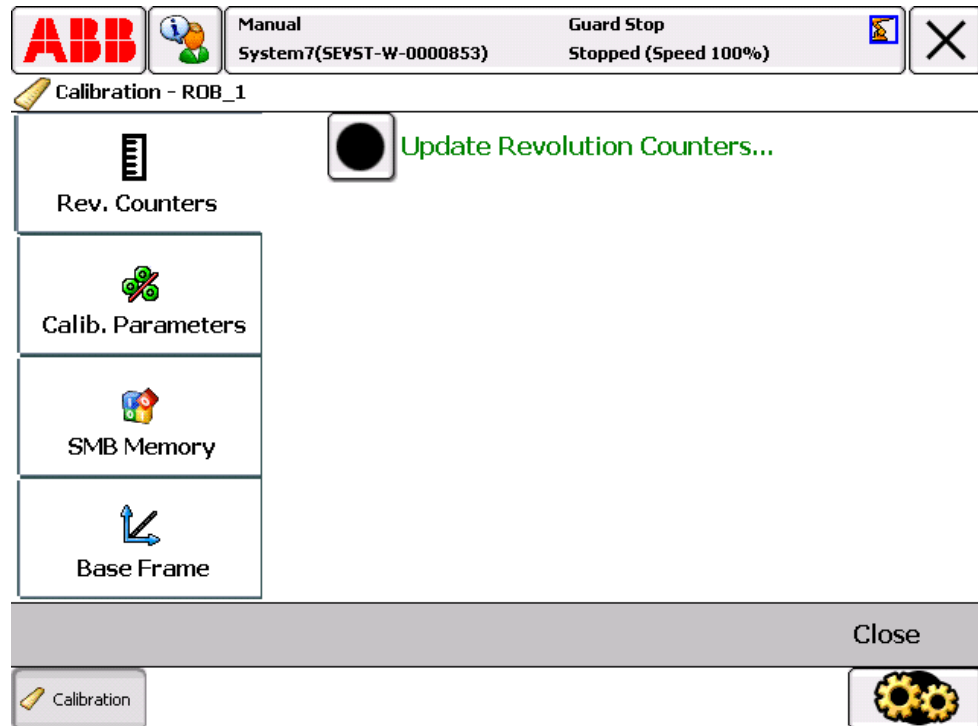 ABB
Manual
System7(SEVST-W-0000853)
Guard Stop
Stopped (Speed 100%)
Calibration - ROB_1
Rev. Counters
Update Revolution Counters...
Calib. Parameters
SMB Memory
Base Frame
Close
Calibration